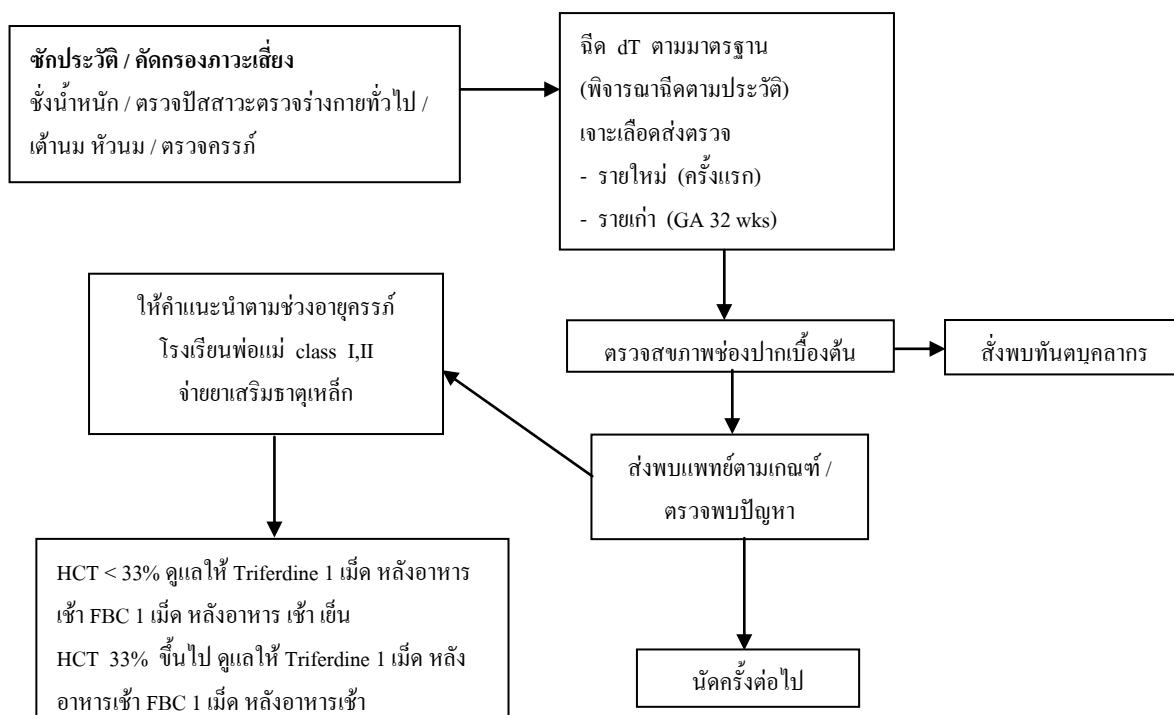 ซักประวัติ / คัดกรองภาวะเสี่ยง
ชั่งน้ำหนัก / ตรวจปัสสาวะตรวจร่างกายทั่วไป /
เต้านม หัวนม / ตรวจครรภ์
ฉีด dT ตามมาตรฐาน
(พิจารณาฉีดตามประวัติ)
เจาะเลือดส่งตรวจ
- รายใหม่ (ครั้งแรก)
- รายเก่า (GA 32 wks)
ตรวจสุขภาพช่องปากเบื้องต้น
สั่งพบทันตบุคลากร
ส่งพบแพทย์ตามเกณฑ์ /
ตรวจพบปัญหา
ให้คำแนะนำตามช่วงอายุครรภ์
โรงเรียนพ่อแม่ class I,II
จ่ายยาเสริมธาตุเหล็ก
HCT < 33% ดูแลให้ Triferdine 1 เม็ด หลังอาหาร
เช้า FBC 1 เม็ด หลังอาหาร เช้า เย็น
HCT 33% ขึ้นไป ดูแลให้ Triferdine 1 เม็ด หลัง
อาหารเช้า FBC 1 เม็ด หลังอาหารเช้า
นัดครั้งต่อไป